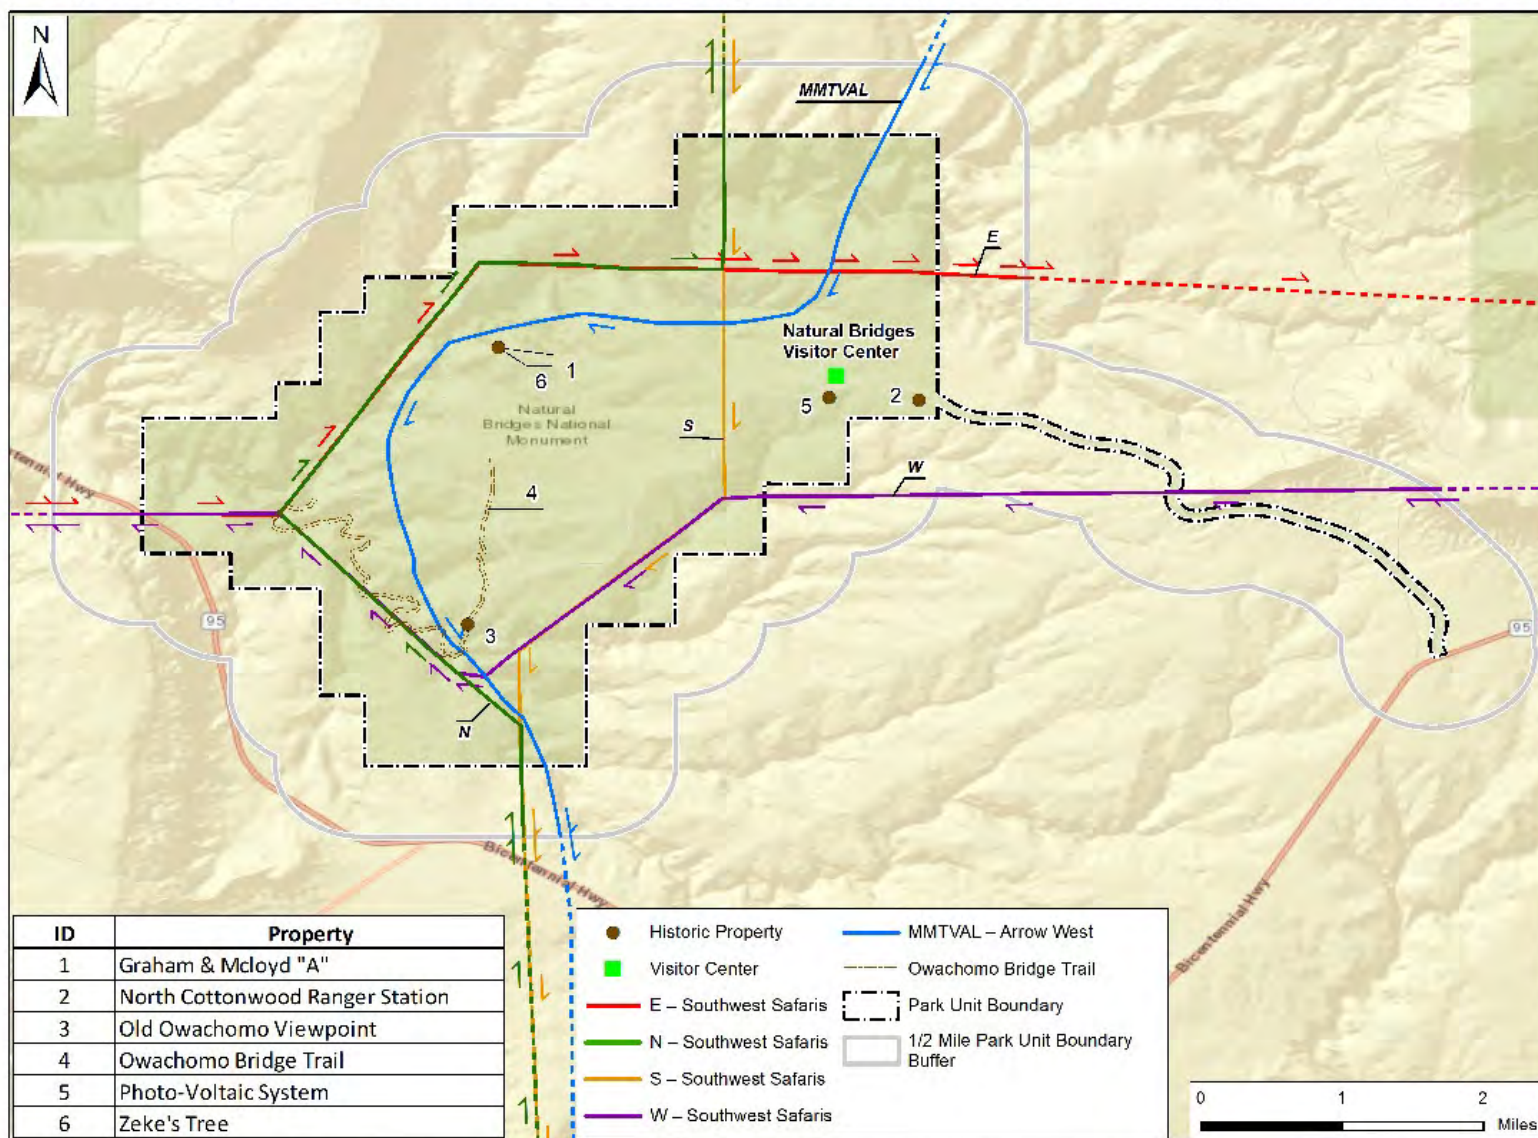 N
MMTVAL
E
Natural Bridges
Visitor Center
1
6
5
2
Natural
Bridges National
Monument
S
4
W
Hwy
95
3
N
95
Bicentennial Hwy
Bicentennial Hwy
ID Property
1 Graham & Mcloyd "A"
2 North Cottonwood Ranger Station
3 Old Owachomo Viewpoint
4 Owachomo Bridge Trail
5 Photo-Voltaic System
6 Zeke's Tree
Historic Property
Visitor Center
E – Southwest Safaris
N – Southwest Safaris
S – Southwest Safaris
W – Southwest Safaris
MMTVAL – Arrow West
Owachomo Bridge Trail
Park Unit Boundary
1/2 Mile Park Unit Boundary
Buffer
0 1 2
Miles